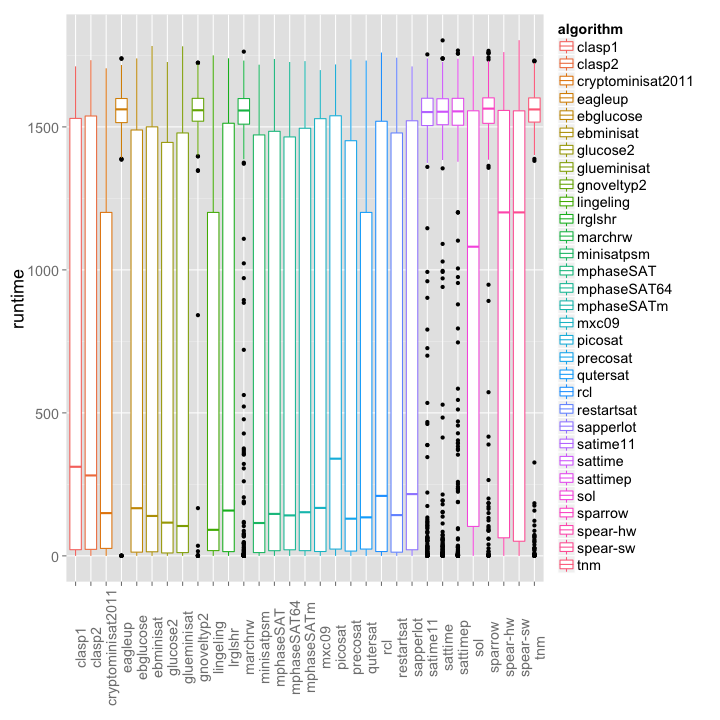 runtime
1500
1000
500
0
clasp1
clasp2
cryptominisat2011
eagleup
ebglucose
ebminisat
glucose2
glueminisat
gnoveltyp2
lingeling
lrglshr
marchrw
minisatpsm
mphaseSAT
mphaseSAT64
mphaseSATm
mxc09
picosat
precosat
qutersat
rcl
restartsat
sapperlot
satime11
sattime
sattimep
sol
sparrow
spear-hw
spear-sw
tnm
algorithm
clasp1
clasp2
cryptominisat2011
eagleup
ebglucose
ebminisat
glucose2
glueminisat
gnoveltyp2
lingeling
lrglshr
marchrw
minisatpsm
mphaseSAT
mphaseSAT64
mphaseSATm
mxc09
picosat
precosat
qutersat
rcl
restartsat
sapperlot
satime11
sattime
sattimep
sol
sparrow
spear-hw
spear-sw
tnm